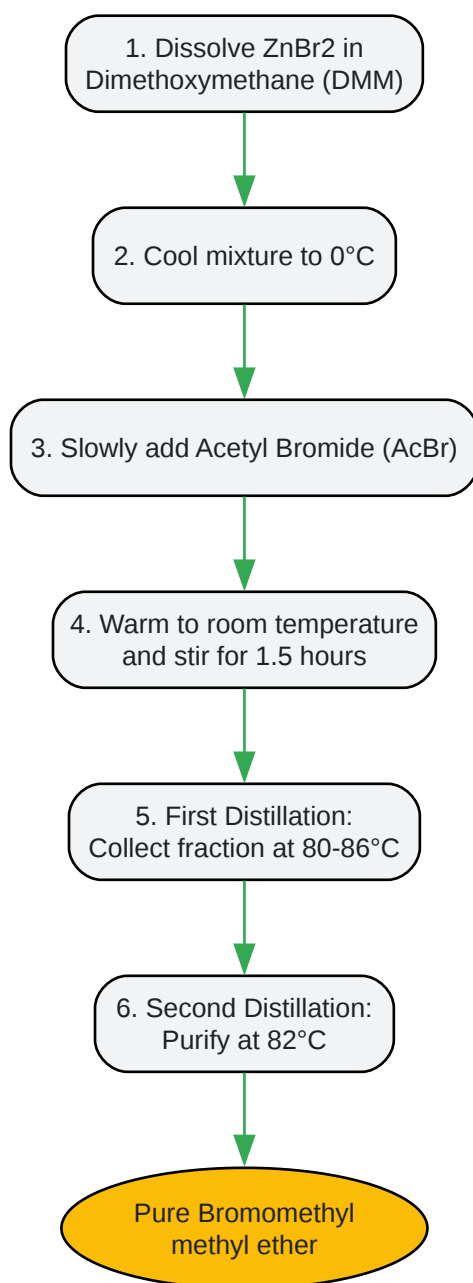 1. Dissolve ZnBr2 in
Dimethoxymethane (DMM)
2. Cool mixture to 0°C
3. Slowly add Acetyl Bromide (AcBr)
4. Warm to room temperature
and stir for 1.5 hours
5. First Distillation:
Collect fraction at 80-86°C
6. Second Distillation:
Purify at 82°C
Pure Bromomethyl
methyl ether